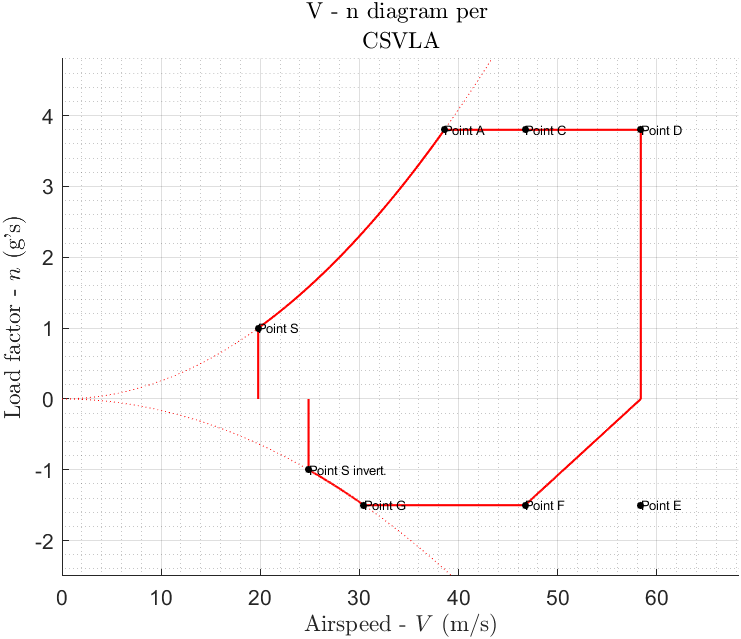 V - n diagram per
CSVLA
4
3
2
1
0
-1
-2
Load factor - n (g's)
Point A
Point C
Point D
Point S
Point S invert.
Point G
Point F
Point E
0
10
20
30
40
50
60
Airspeed - V (m/s)